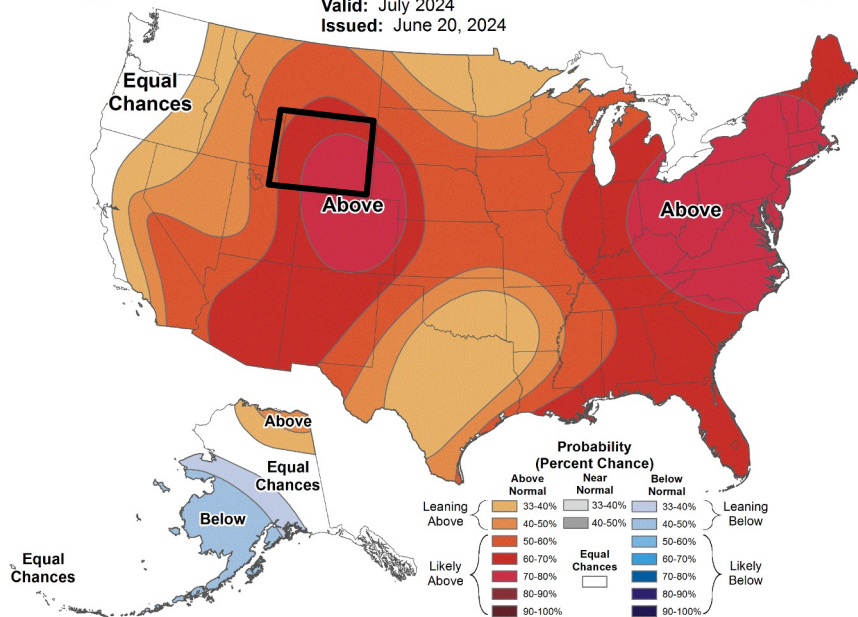 Valid: July 2024
Issued: June 20, 2024
Equal
Chances
Above
Above
Above
Equal
Chances
Below
Equal
Chances
Probability
(Percent Chance)
Above
Normal
Near
Normal
Below
Normal
Leaning
Above
33-40%
33-40%
33-40%
Leaning
Below
40-50%
40-50%
40-50%
Likely
Above
50-60%
50-60%
Likely
Below
60-70%
Equal
Chances
60-70%
70-80%
70-80%
80-90%
80-90%
90-100%
90-100%